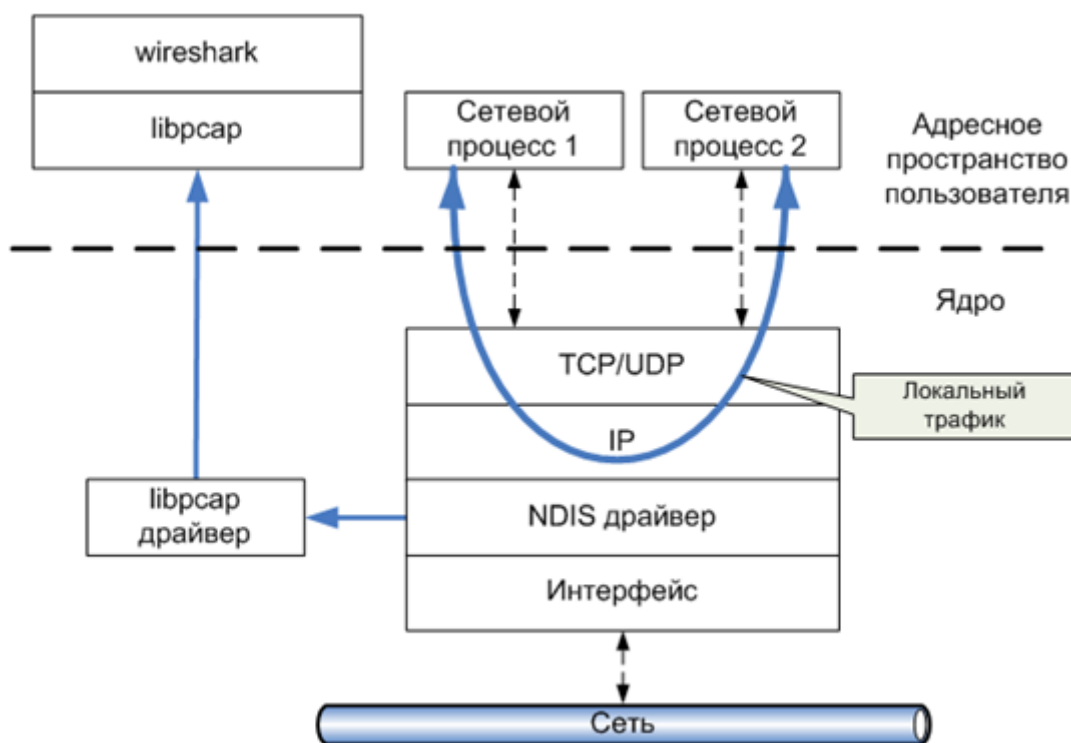 wireshark
libpcap
Сетевой
процесс 1
Сетевой
процесс 2
Адресное
пространство
пользователя
Ядро
TCP/UDP
Локальный
трафик
IP
libpcap
драйвер
NDIS драйвер
Интерфейс
Сеть